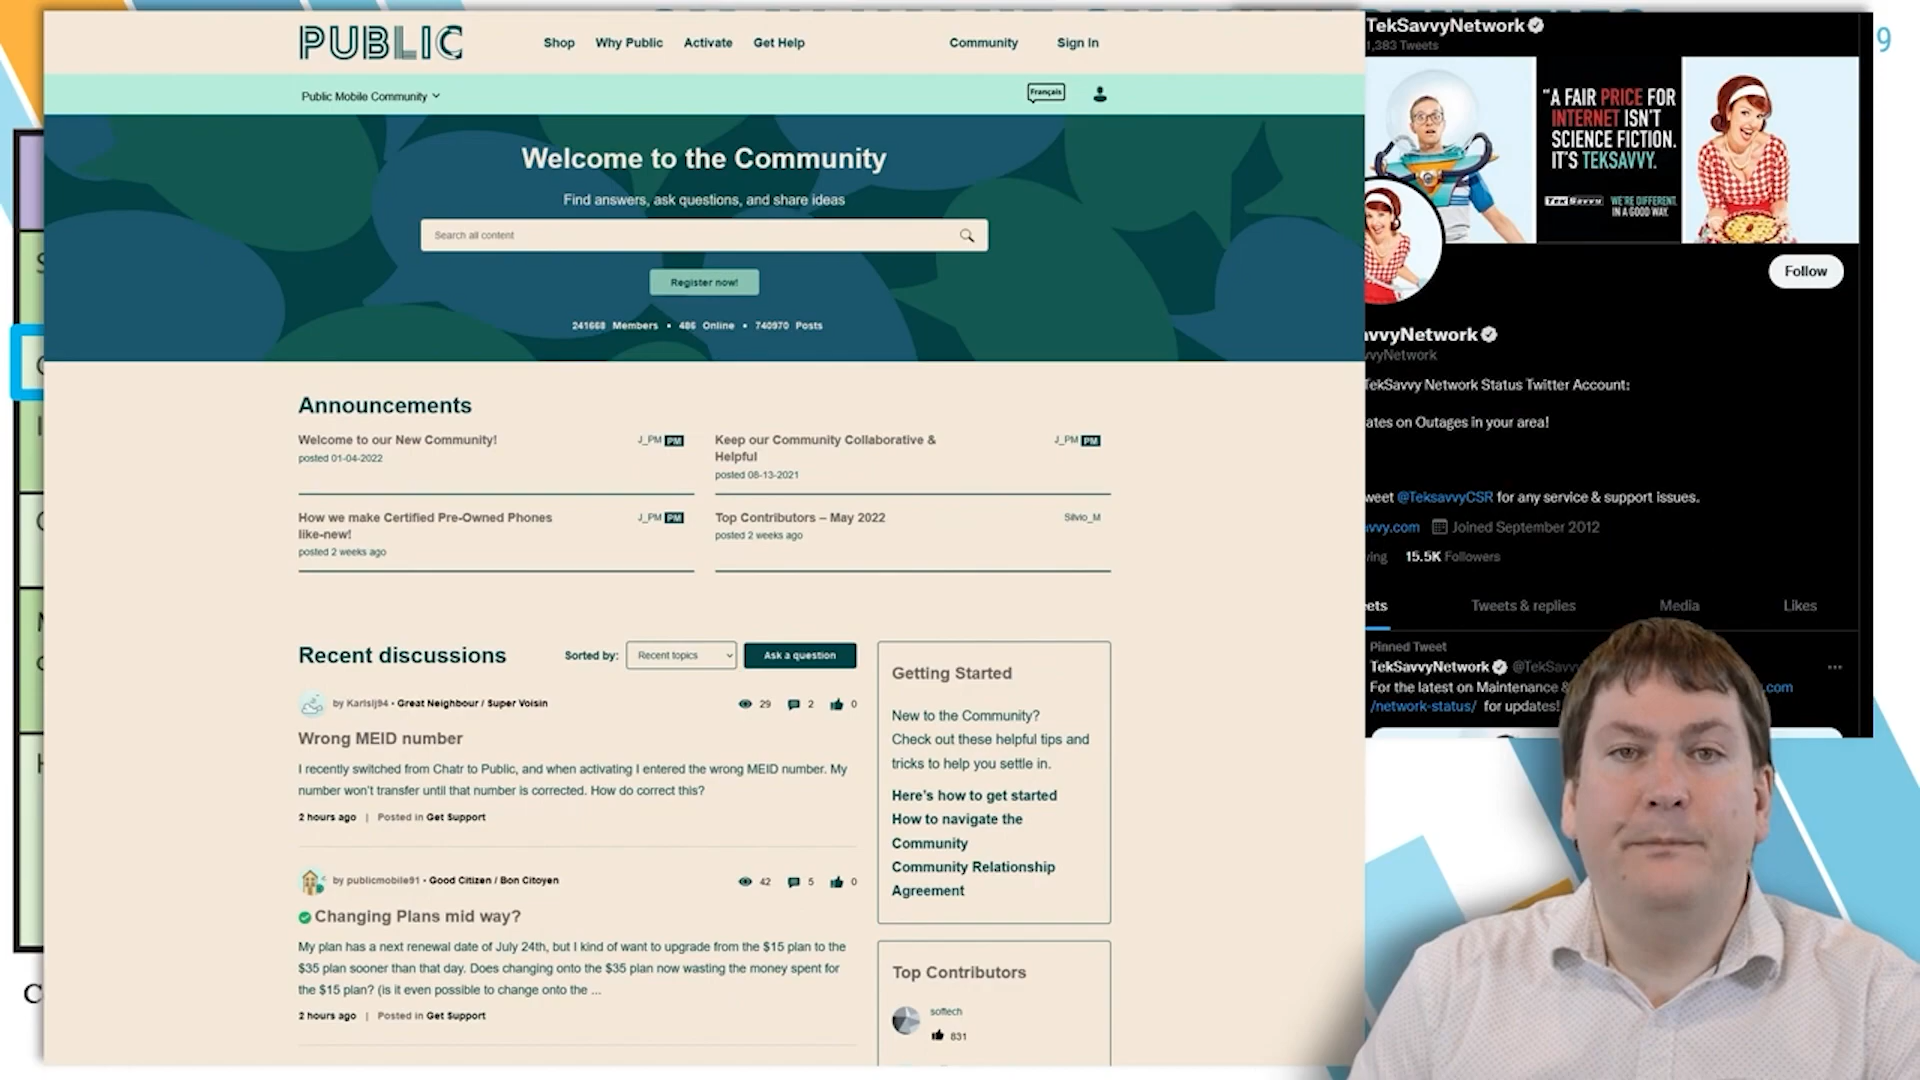 9
PUBLIC
Shop Why Public Activate Get Help Community Sign In
Public Mobile Community
Français
Welcome to the Community
Find answers, ask questions, and share ideas
Search all content
Register now!
241668 Members • 486 Online • 740970 Posts
Announcements
Welcome to our New Community!
J_PM PM
posted 01-04-2022
Keep our Community Collaborative &
Helpful
J_PM PM
posted 08-13-2021
How we make Certified Pre-Owned Phones
like-new!
J_PM PM
posted 2 weeks ago
Top Contributors – May 2022
Silvio_M
posted 2 weeks ago
Recent discussions
Sorted by: Recent topics
Ask a question
by Karlslj94 • Great Neighbour / Super Voisin
29 2 0
Wrong MEID number
I recently switched from Chatr to Public, and when activating I entered the wrong MEID number. My
number won't transfer until that number is corrected. How do correct this?
2 hours ago | Posted in Get Support
by publicmobile91 • Good Citizen / Bon Citoyen
42 5 0
Changing Plans mid way?
My plan has a next renewal date of July 24th, but I kind of want to upgrade from the $15 plan to the
$35 plan sooner than that day. Does changing onto the $35 plan now wasting the money spent for
the $15 plan? (is it even possible to change onto the ...
2 hours ago | Posted in Get Support
Getting Started
New to the Community?
Check out these helpful tips and
tricks to help you settle in.
Here's how to get started
How to navigate the
Community
Community Relationship
Agreement
Top Contributors
softech
831
TekSavvyNetwork
1,383 Tweets
"A FAIR PRICE FOR
INTERNET ISN'T
SCIENCE FICTION.
IT'S TEKSAVVY.
TekSavvy WE'RE DIFFERENT.
IN A GOOD WAY.
Follow
avvyNetwork
vvyNetwork
TekSavvy Network Status Twitter Account:
ates on Outages in your area!
weet @TeksavvyCSR for any service & support issues.
avvy.com Joined September 2012
ving 15.5K Followers
ets Tweets & replies Media Likes
Pinned Tweet
TekSavvyNetwork @TekSavv
For the latest on Maintenance & .com
/network-status/ for updates!